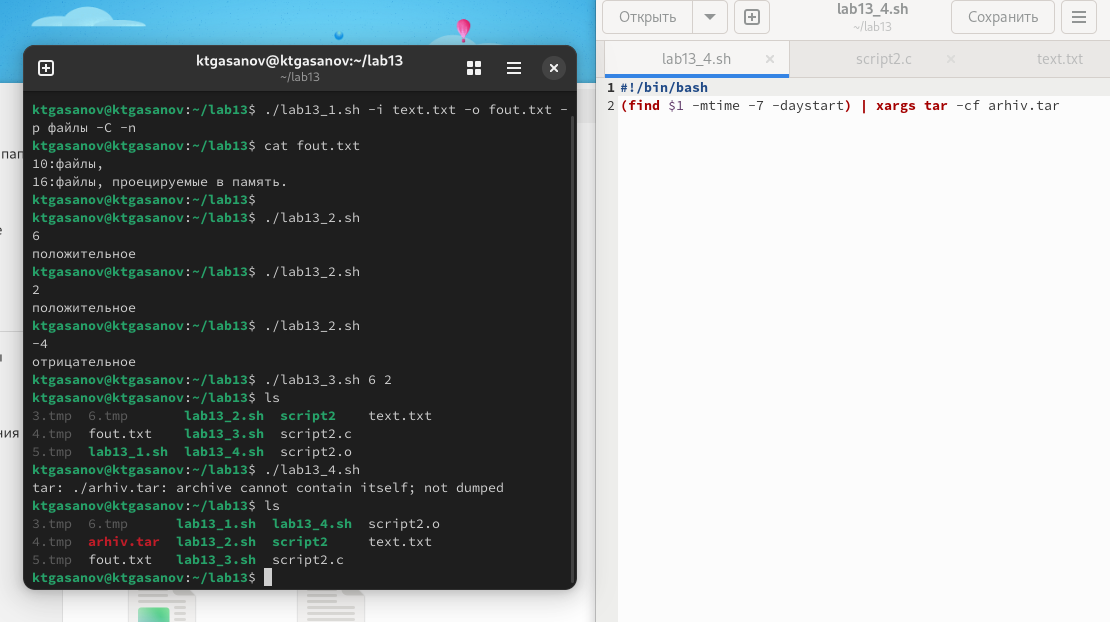 ktgasanov@ktgasanov:~/lab13
~/lab13
ktgasanov@ktgasanov:~/lab13$ ./lab13_1.sh -i text.txt -o fout.txt -
p файлы -C -n
ktgasanov@ktgasanov:~/lab13$ cat fout.txt
10:файлы,
16:файлы, проецируемые в память.
ktgasanov@ktgasanov:~/lab13$
ktgasanov@ktgasanov:~/lab13$ ./lab13_2.sh
6
положительное
ktgasanov@ktgasanov:~/lab13$ ./lab13_2.sh
2
положительное
ktgasanov@ktgasanov:~/lab13$ ./lab13_2.sh
-4
отрицательное
ktgasanov@ktgasanov:~/lab13$ ./lab13_3.sh 6 2
ktgasanov@ktgasanov:~/lab13$ ls
3.tmp 6.tmp lab13_2.sh script2 text.txt
4.tmp fout.txt lab13_3.sh script2.c
5.tmp lab13_1.sh lab13_4.sh script2.o
ktgasanov@ktgasanov:~/lab13$ ./lab13_4.sh
tar: ./arhiv.tar: archive cannot contain itself; not dumped
ktgasanov@ktgasanov:~/lab13$ ls
3.tmp 6.tmp lab13_1.sh lab13_4.sh script2.o
4.tmp arhiv.tar lab13_2.sh script2 text.txt
5.tmp fout.txt lab13_3.sh script2.c
ktgasanov@ktgasanov:~/lab13$
Открыть
lab13_4.sh
~/lab13
Сохранить
lab13_4.sh
script2.c
text.txt
1 #!/bin/bash
2 (find $1 -mtime -7 -daystart) | xargs tar -cf arhiv.tar